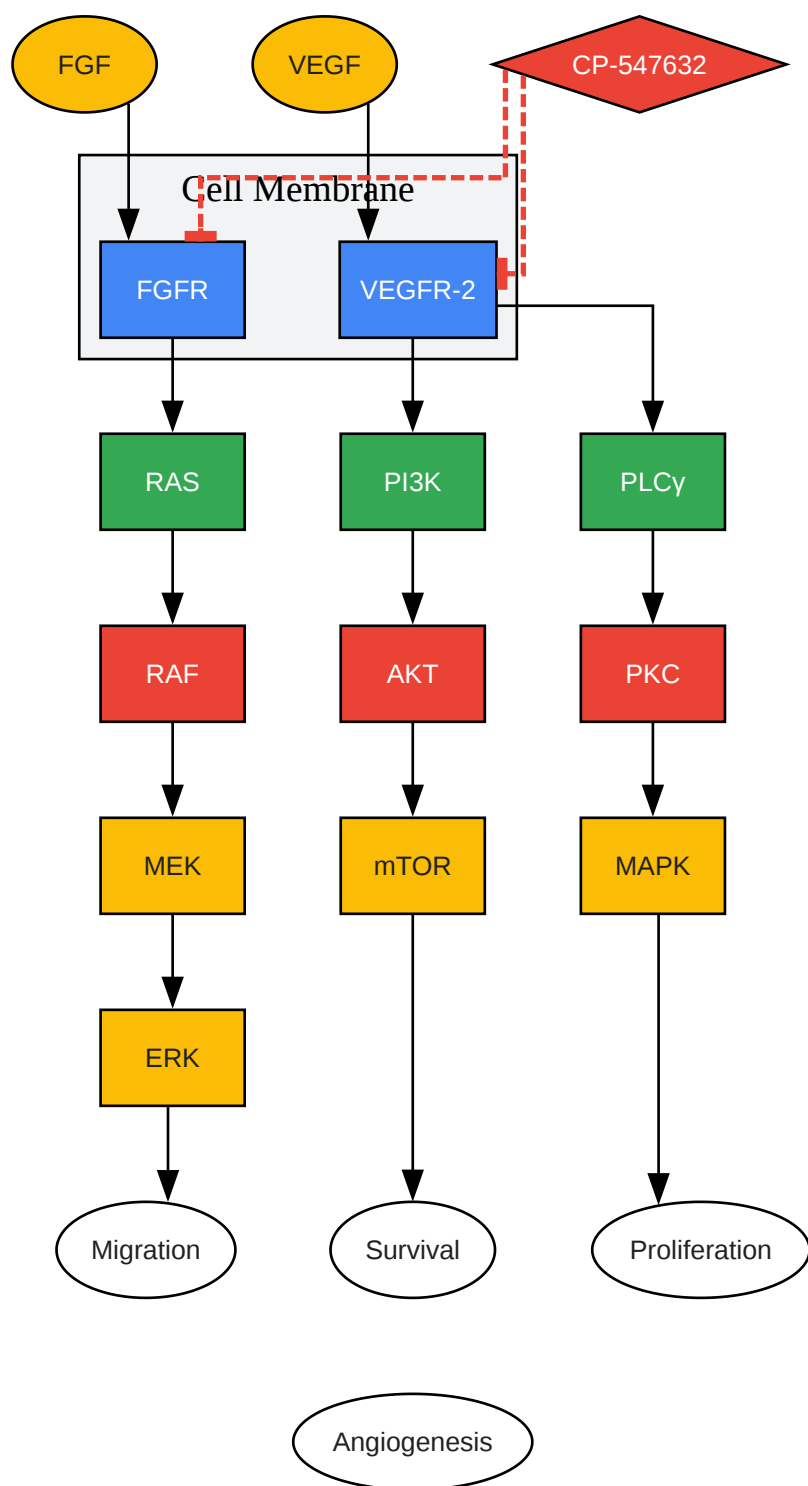 FGF
VEGF
CP-547632
Cell Membrane
FGFR
VEGFR-2
RAS
PI3K
PLCγ
RAF
AKT
PKC
MEK
mTOR
MAPK
ERK
Migration
Survival
Proliferation
Angiogenesis